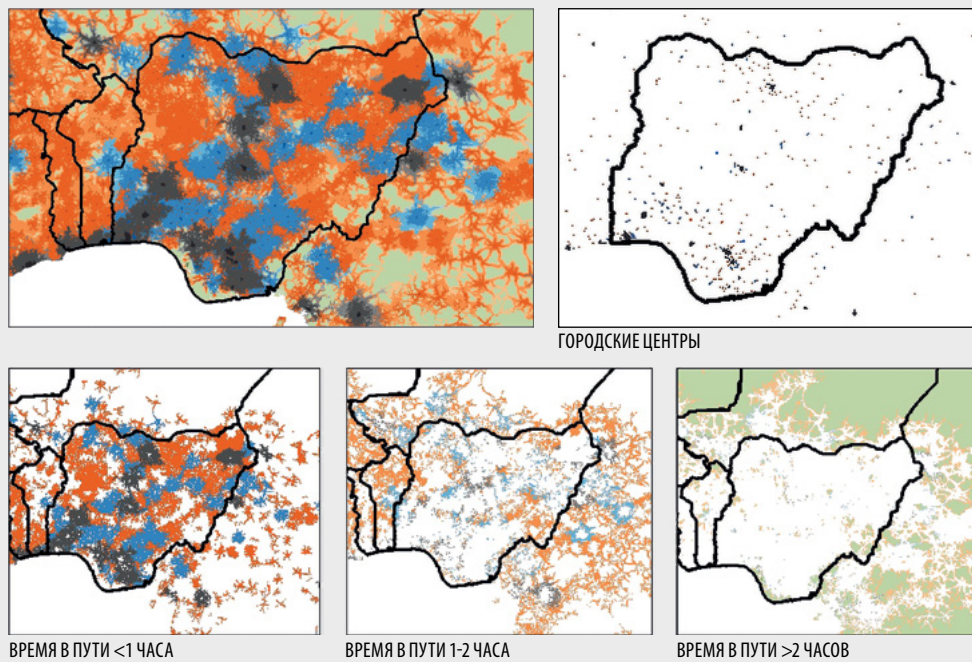 ГОРОДСКИЕ ЦЕНТРЫ
ВРЕМЯ В ПУТИ <1 ЧАСА
ВРЕМЯ В ПУТИ 1-2 ЧАСА
ВРЕМЯ В ПУТИ >2 ЧАСОВ